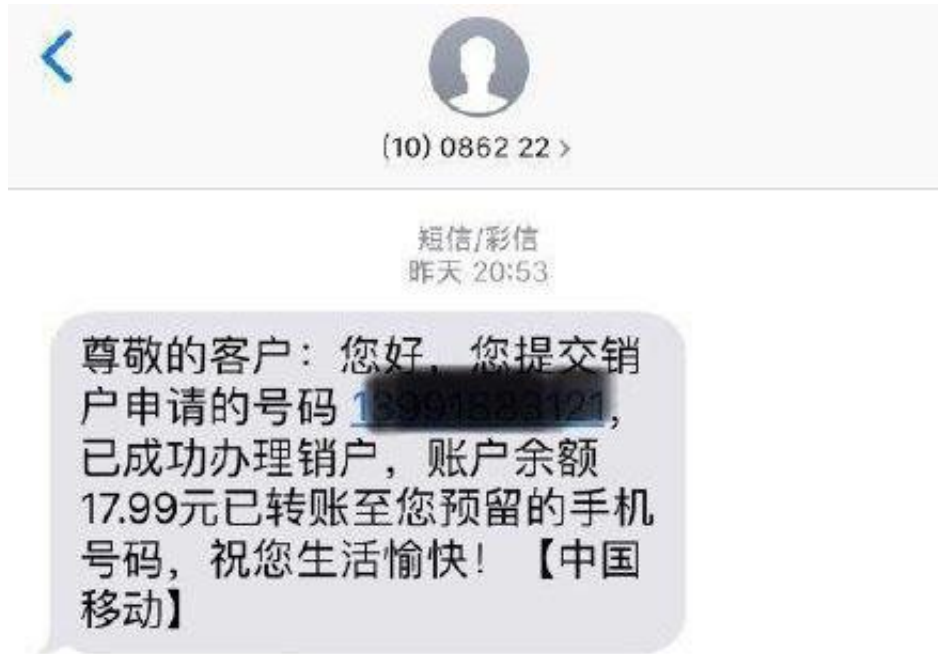 (10) 0862 22 >
短信/彩信
昨天 20:53
尊敬的客户：您好，您提交销
户申请的号码
已成功办理销户，账户余额
17.99元已转账至您预留的手机
号码，祝您生活愉快！【中国
移动】